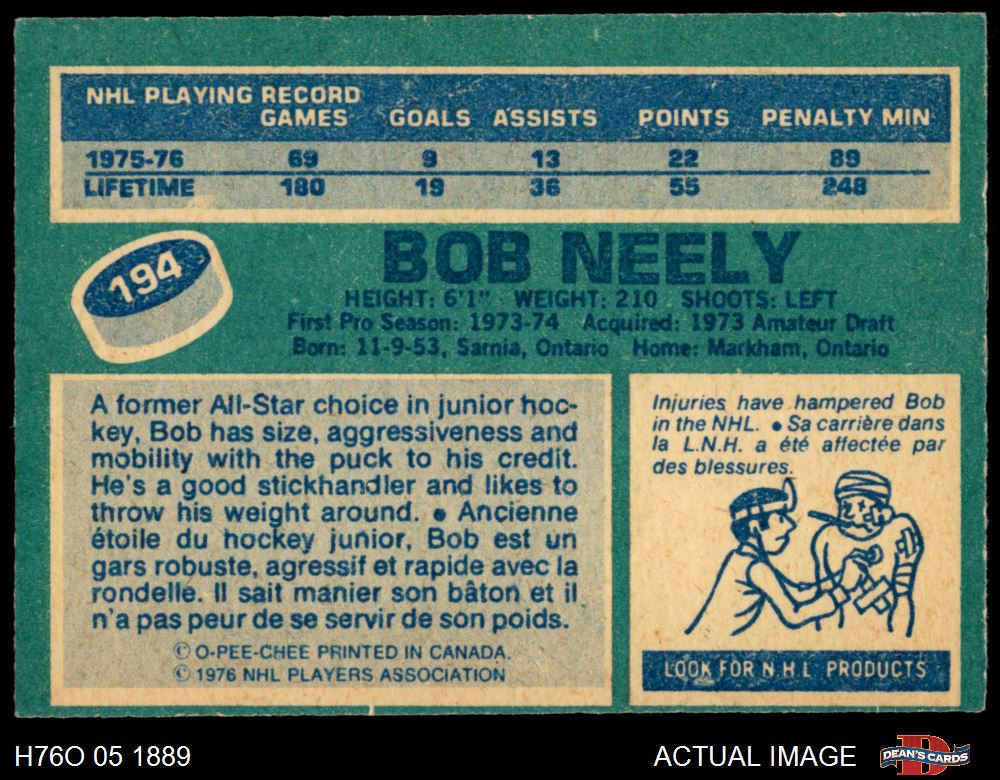 NHL PLAYING RECORD
GAMES GOALS ASSISTS POINTS PENALTY MIN
1975-76 69 9 13 22 89
LIFETIME 180 19 36 55 248
194
BOB NEELY
HEIGHT: 6'1" WEIGHT: 210 SHOOTS: LEFT
First Pro Season: 1973-74 Acquired: 1973 Amateur Draft
Born: 11-9-53, Sarnia, Ontario Home: Markham, Ontario
A former All-Star choice in junior hoc-
key, Bob has size, aggressiveness and
mobility with the puck to his credit.
He's a good stickhandler and likes to
throw his weight around. • Ancienne
étoile du hockey junior, Bob est un
gars robuste, agressif et rapide avec la
rondelle. Il sait manier son bâton et il
n'a pas peur de se servir de son poids.
© O-PEE-CHEE PRINTED IN CANADA.
© 1976 NHL PLAYERS ASSOCIATION
Injuries have hampered Bob
in the NHL. • Sa carrière dans
la L.N.H. a été affectée par
des blessures.
LOOK FOR N H L PRODUCTS
H76O 05 1889
ACTUAL IMAGE
DEAN'S CARDS